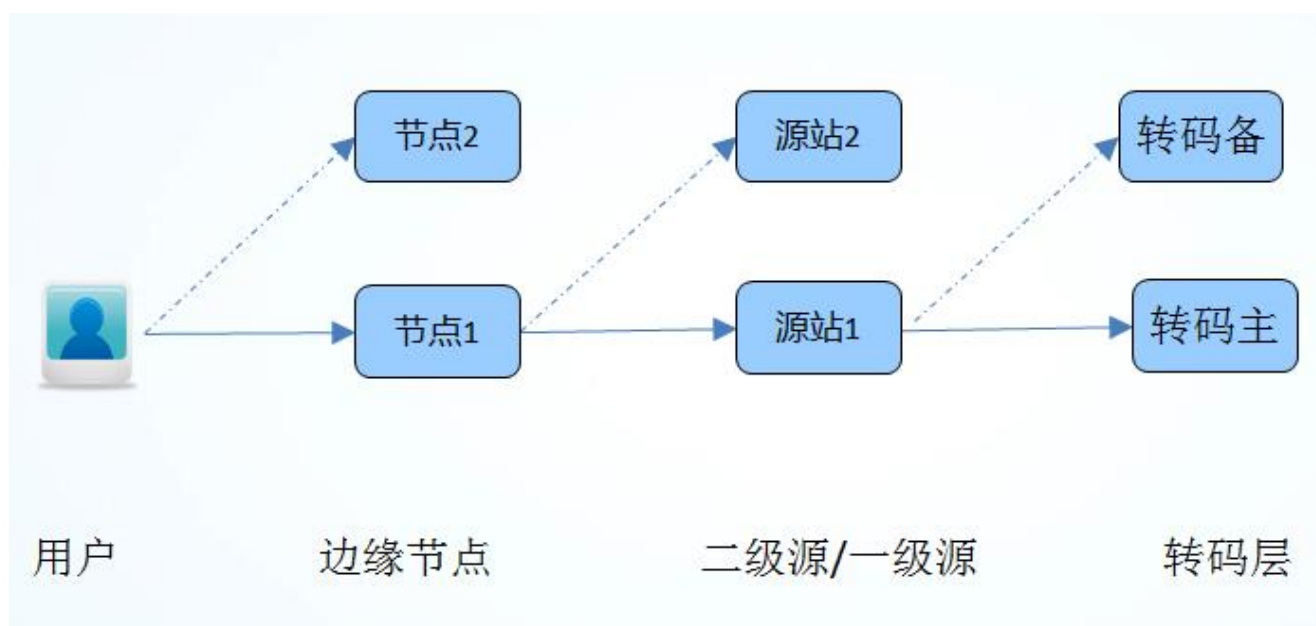 节点2
源站2
转码备
节点1
源站1
转码主
用户
边缘节点
二级源/一级源
转码层